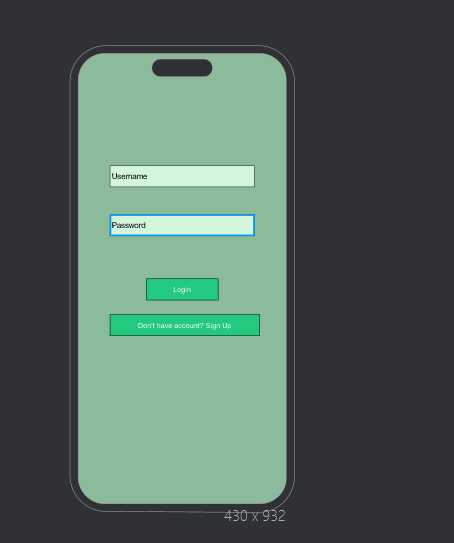 Username
Password
Login
Don't have account? Sign Up
430 x 932